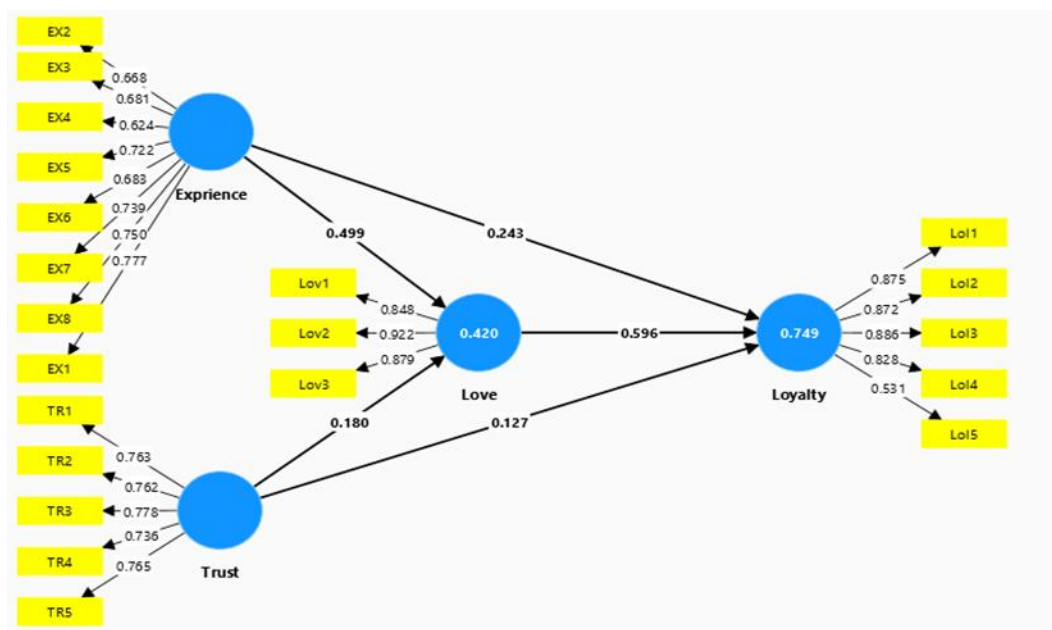 EX2
EX3
EX4
EX5
EX6
EX7
EX8
EX1
0.668
0.681
0.624
0.722
0.683
0.739
0.750
0.777
Exprience
0.499
0.243
Lov1
Lov2
Lov3
0.848
0.922
0.879
0.420
Love
0.596
0.749
Loyalty
0.875
0.872
0.886
0.828
0.531
Lol1
Lol2
Lol3
Lol4
Lol5
TR1
TR2
TR3
TR4
TR5
0.763
0.762
0.778
0.736
0.765
Trust
0.180
0.127